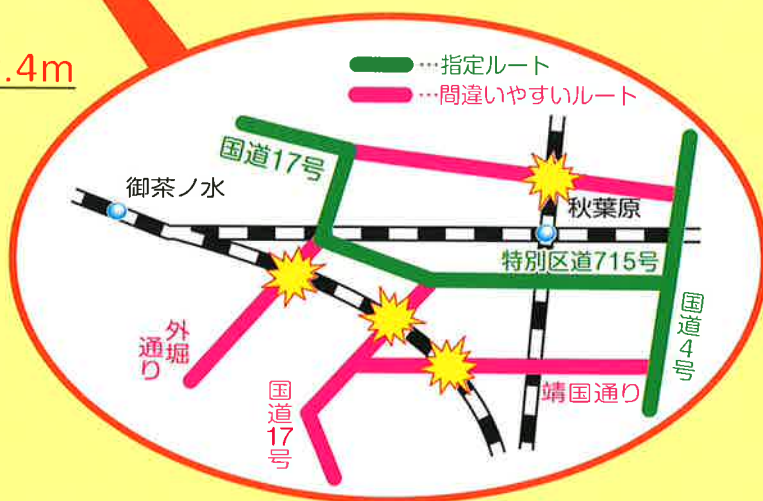 .4m
…指定ルート
…間違いやすいルート
国道17号
御茶ノ水
秋葉原
特別区道715号
外堀
通り
国道4号
国道17号
靖国通り